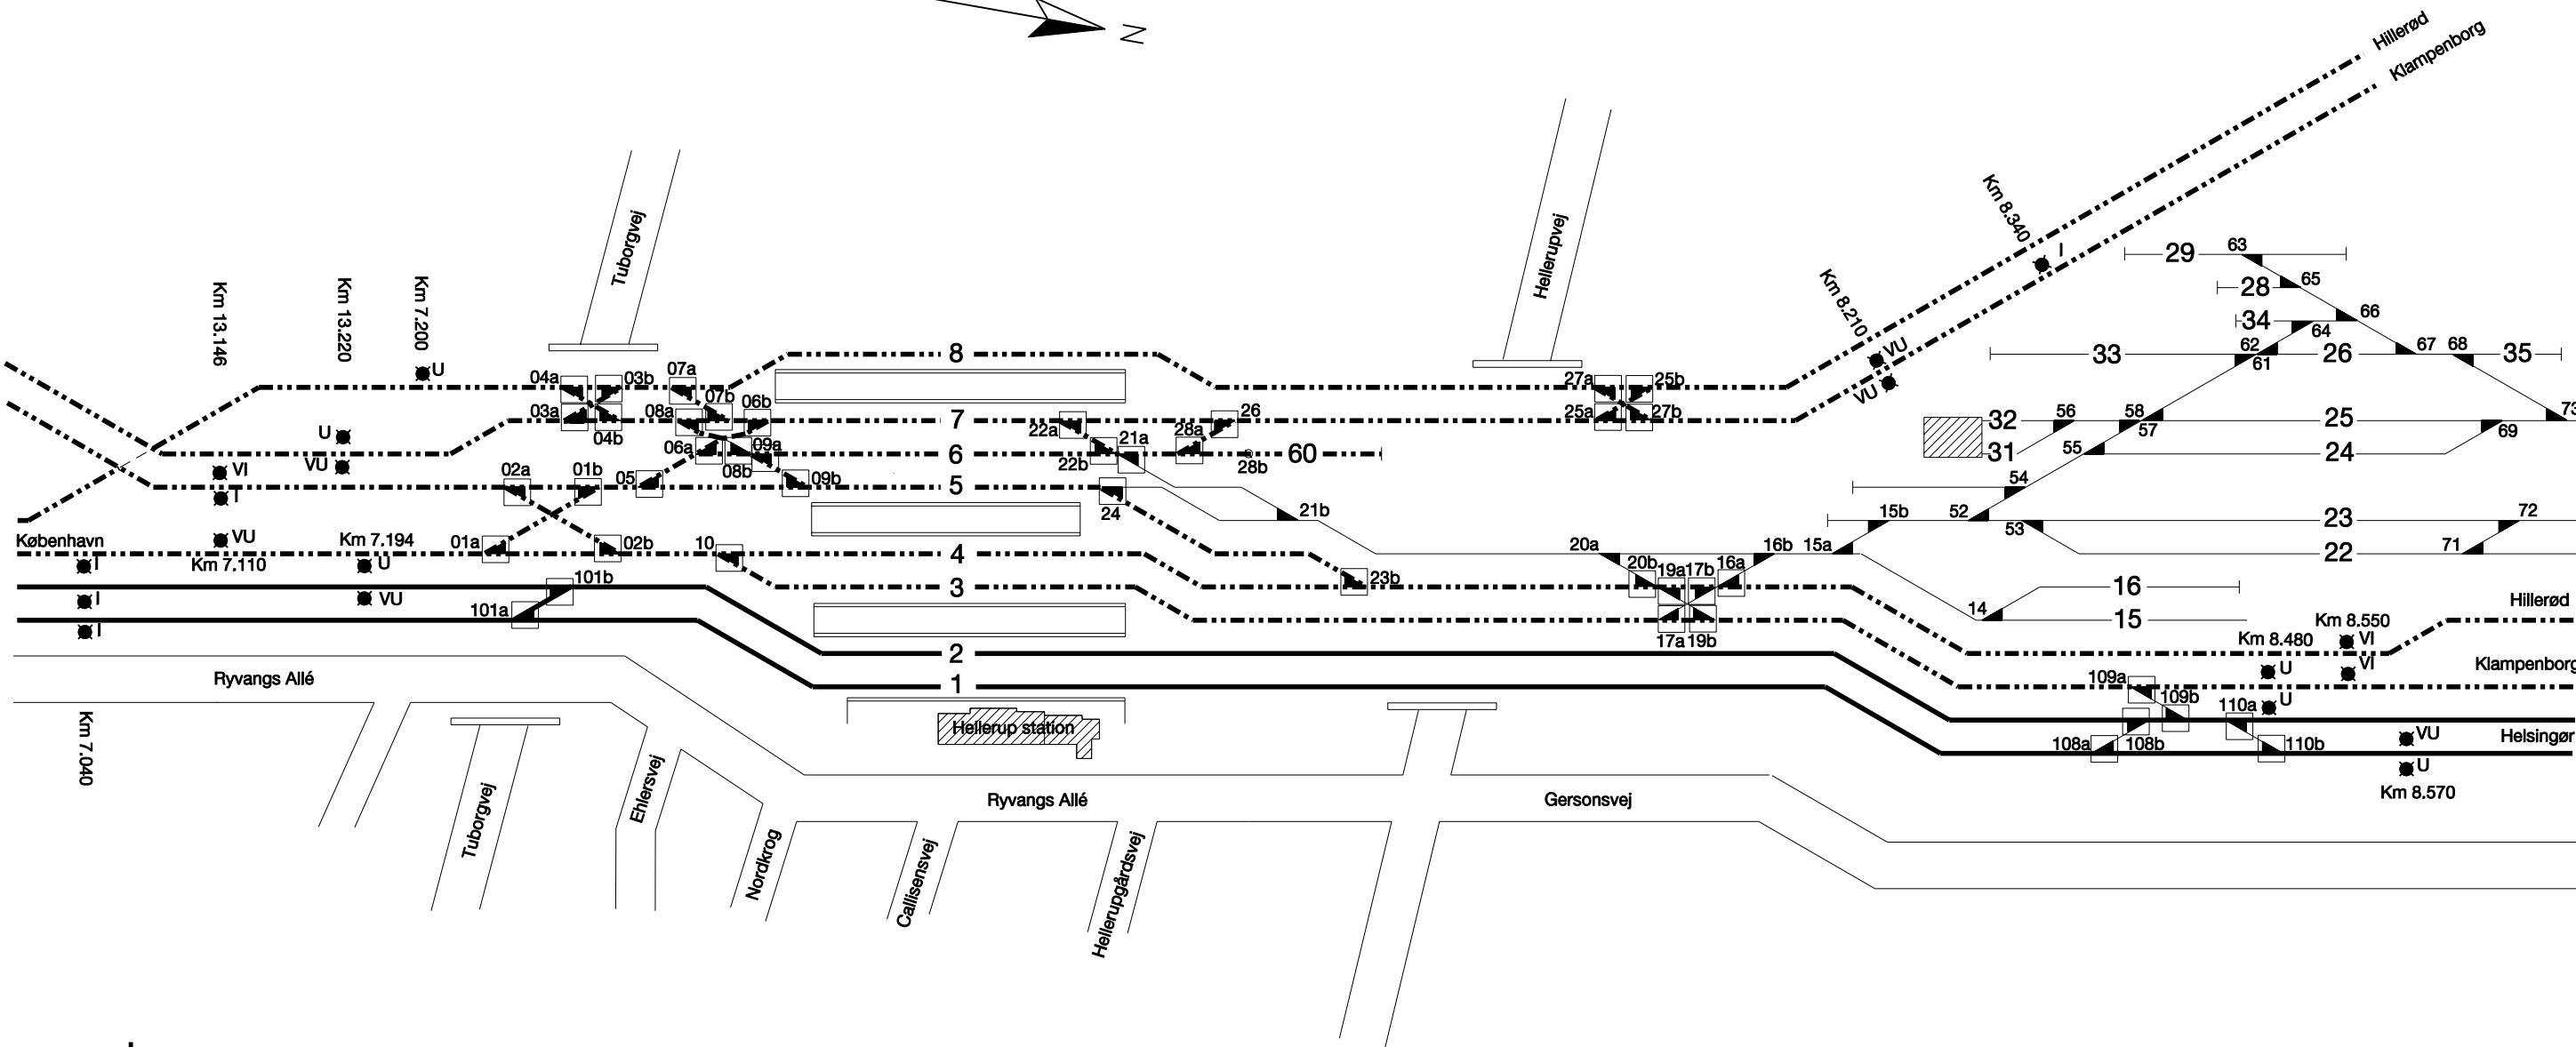 N
Hillerød
Klampenborg
Tuborgvej
Hellerupvej
Km 8.340
I
Km 8.210
VU
VU
Km 13.146
Km 13.220
Km 7.200
U
U
VU
VI
I
VU
Km 7.110
Km 7.194
U
VU
København
I
I
I
Km 7.040
04a 03b 07a
03a 04b 08a 07b 06b
06a 08b 09a 09b
02a 01b 05
01a 02b 10
101b
101a
8
7
6
5
4
3
2
1
22a 26
22b 21a 28a 28b 60
24 21b
23b
27a 25b
25a 27b
20a 16b 15a 15b
20b 19a 17b 16a
17a 19b
29 63
28 65
34 64 66
33 62 61 26 67 68 35
32 56 58 57 25 73
31 55 24 69
54
52 53 23 72
22 71
16
14 15
Hillerød
Km 8.550
VI
Km 8.480
U
VI
Klampenborg
109a
109b 110a U
108a 108b 110b
VU
Helsingør
U
Km 8.570
Ryvangs Allé
Hellerup station
Tuborgvej
Ehlersvej
Nordkrog
Callisensvej
Ryvangs Allé
Hellerupgårdsvej
Gersonsvej